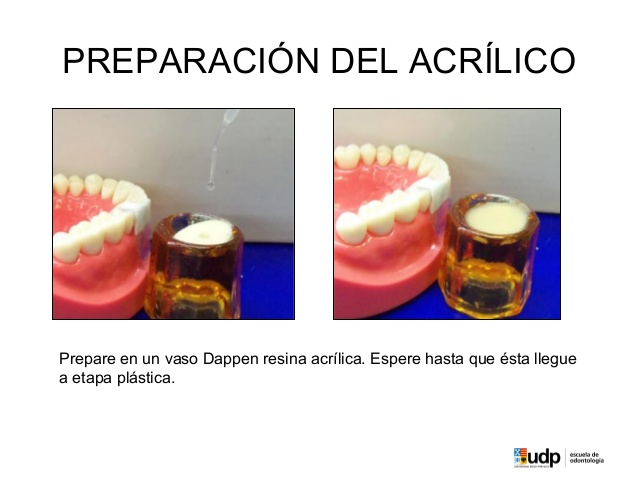 PREPARACIÓN DEL ACRÍLICO
Prepare en un vaso Dappen resina acrílica. Espere hasta que ésta llegue
a etapa plástica.
udp
escuela de
odontología